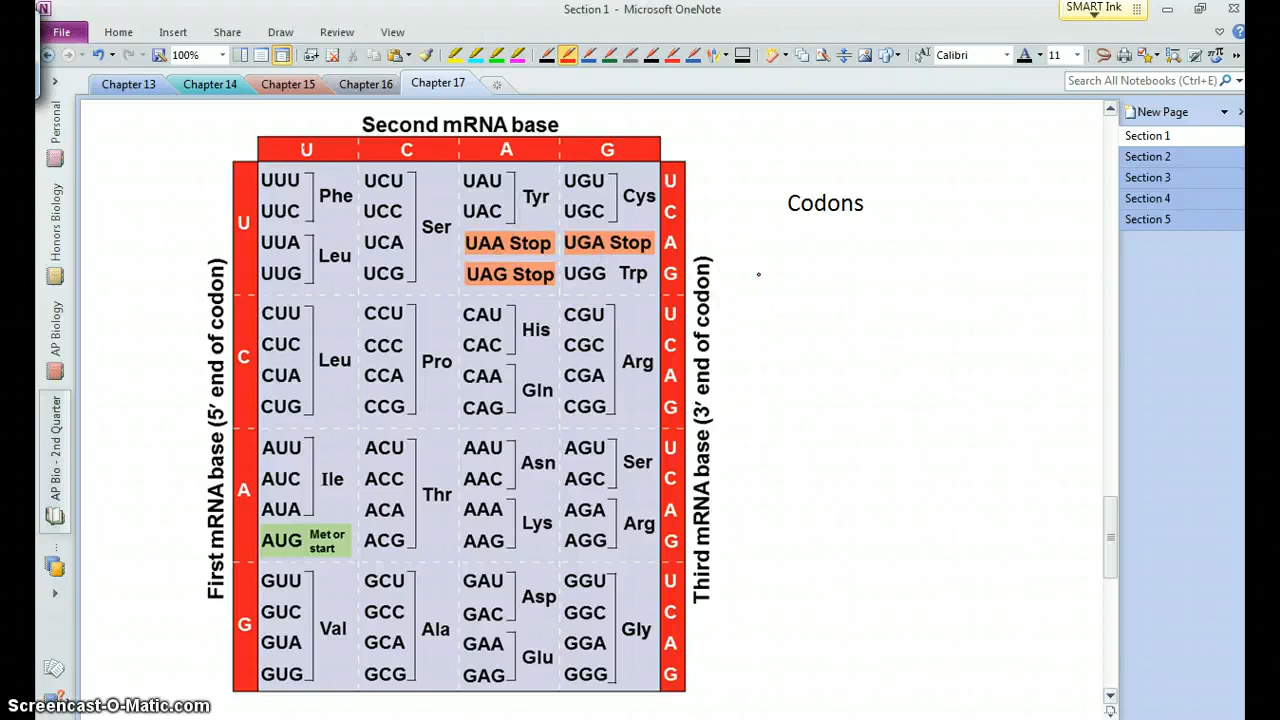 Section 1 - Microsoft OneNote
SMART Ink
File Home Insert Share Draw Review View
100% Calibri 11
Chapter 13 Chapter 14 Chapter 15 Chapter 16 Chapter 17
Search All Notebooks (Ctrl+E)
Personal
Honors Biology
AP Biology
AP Bio - 2nd Quarter
New Page
Section 1
Section 2
Section 3
Section 4
Section 5
Second mRNA base
U C A G
First mRNA base (5' end of codon)
U
UUU UCU UAU UGU U
Phe Tyr Cys
UUC UCC UAC UGC C
Ser
UUA UCA UAA Stop UGA Stop A
Leu
UUG UCG UAG Stop UGG Trp G
C
CUU CCU CAU CGU U
His
CUC CCC CAC CGC C
Leu Pro Arg
CUA CCA CAA CGA A
Gln
CUG CCG CAG CGG G
A
AUU ACU AAU AGU U
Asn Ser
AUC Ile ACC AAC AGC C
Thr
AUA ACA AAA AGA A
Lys Arg
AUG Met or start ACG AAG AGG G
G
GUU GCU GAU GGU U
Asp
GUC GCC GAC GGC C
Val Ala Gly
GUA GCA GAA GGA A
Glu
GUG GCG GAG GGG G
Third mRNA base (3' end of codon)
Codons
Screencast-O-Matic.com